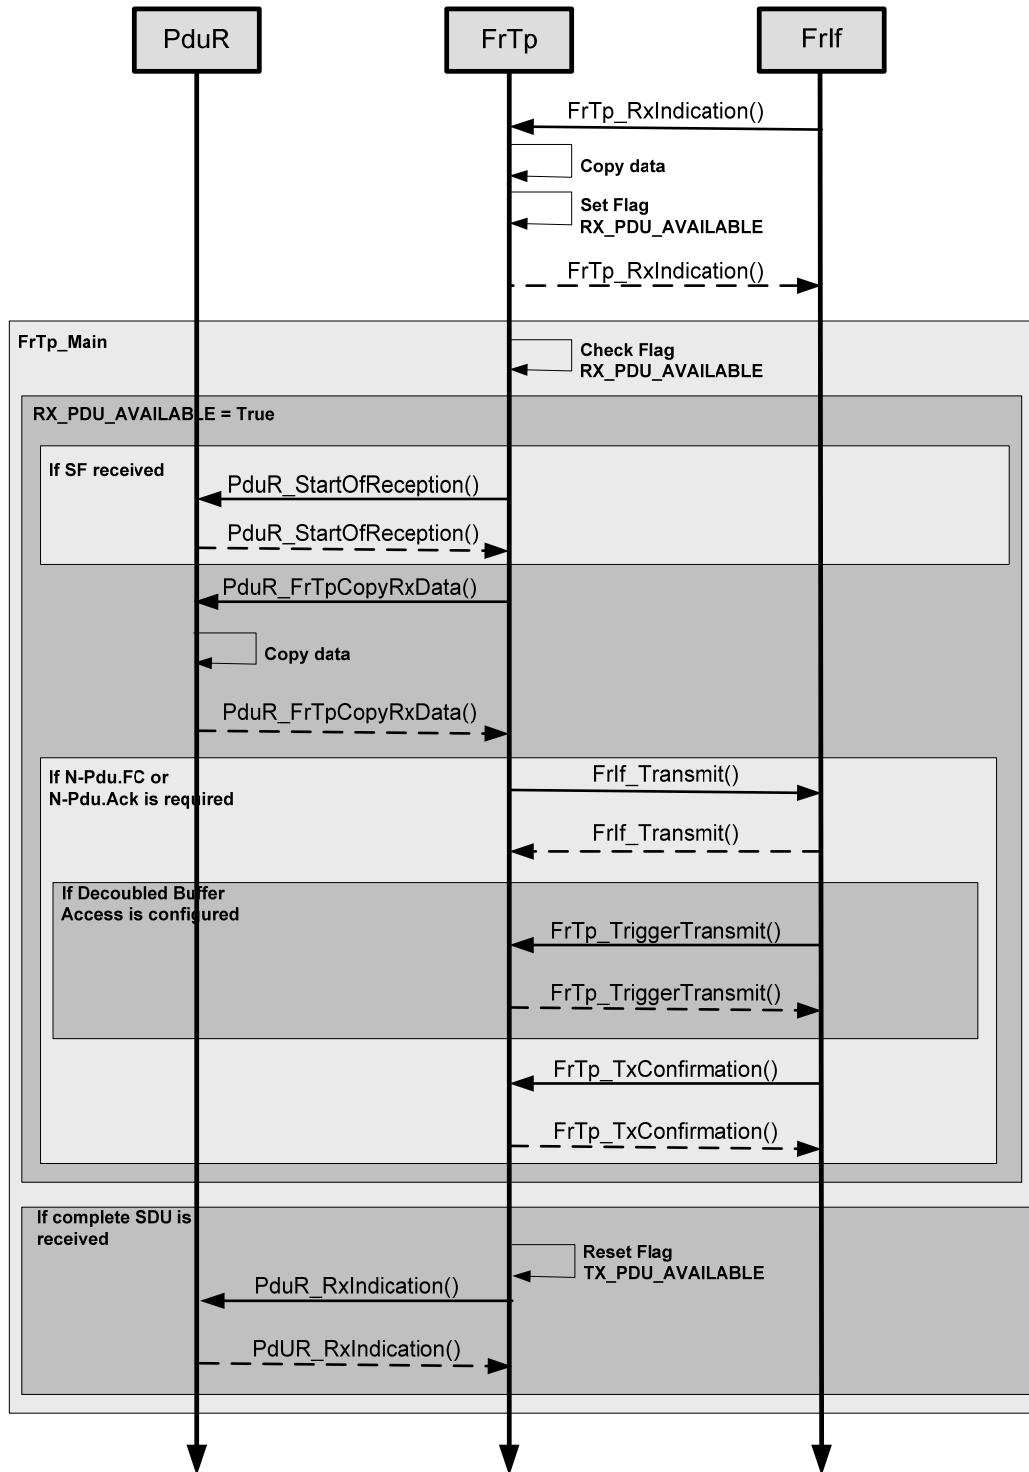 PduR
FrTp
FrIf
FrTp_RxIndication()
Copy data
Set Flag
RX_PDU_AVAILABLE
FrTp_RxIndication()
FrTp_Main
Check Flag
RX_PDU_AVAILABLE
RX_PDU_AVAILABLE = True
If SF received
PduR_StartOfReception()
PduR_StartOfReception()
PduR_FrTpCopyRxData()
Copy data
PduR_FrTpCopyRxData()
If N-Pdu.FC or
N-Pdu.Ack is required
FrIf_Transmit()
FrIf_Transmit()
If Decoubled Buffer
Access is configured
FrTp_TriggerTransmit()
FrTp_TriggerTransmit()
FrTp_TxConfirmation()
FrTp_TxConfirmation()
If complete SDU is
received
Reset Flag
TX_PDU_AVAILABLE
PduR_RxIndication()
PdUR_RxIndication()